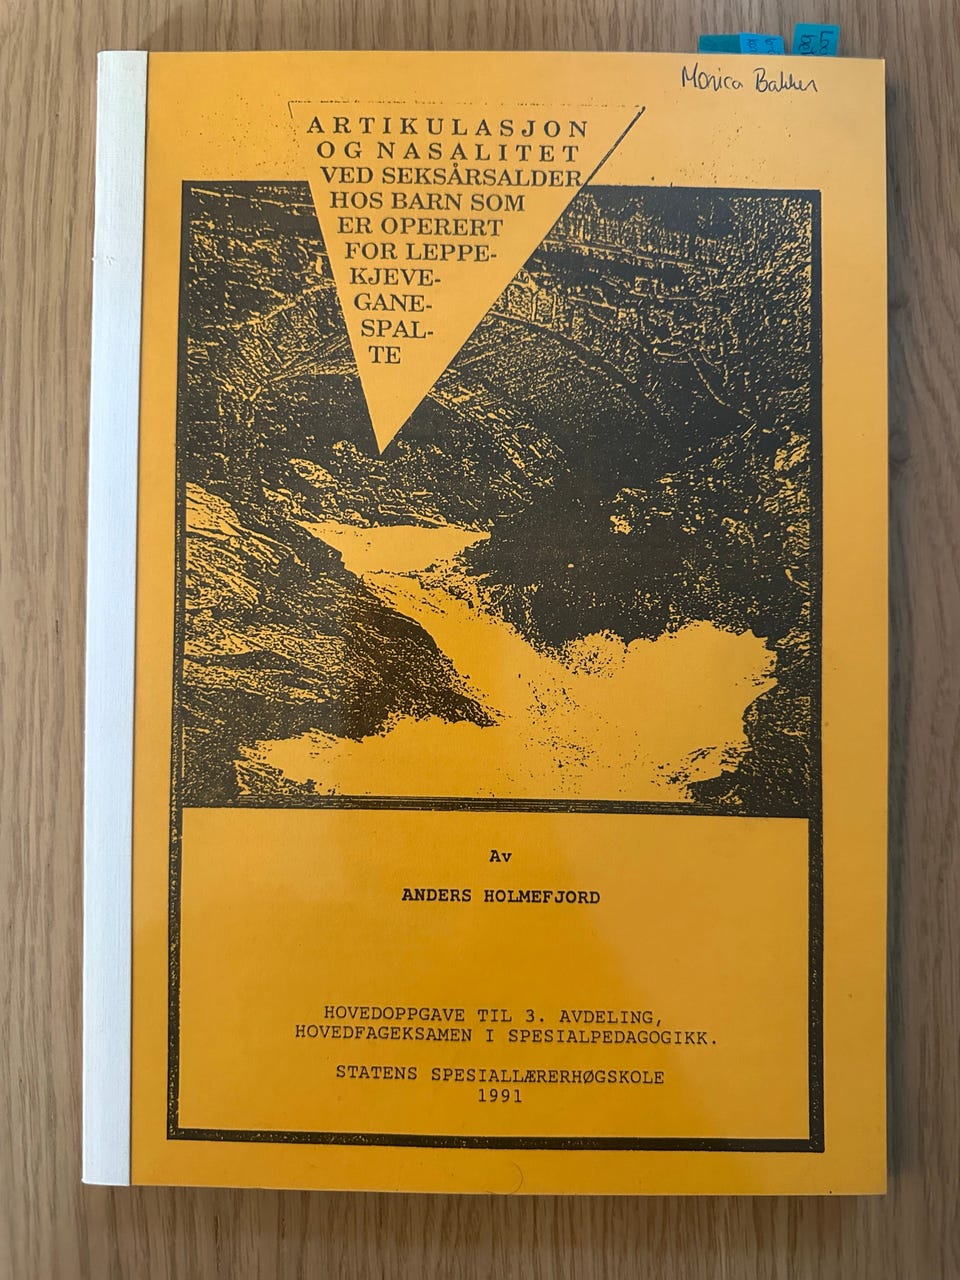 Monica Bakken
ARTIKULASJON
OG NASALITET
VED SEKSÅRSALDER
HOS BARN SOM
ER OPERERT
FOR LEPPE-
KJEVE-
GANE-
SPAL-
TE
Av
ANDERS HOLMEFJORD
HOVEDOPPGAVE TIL 3. AVDELING,
HOVEDFAGEKSAMEN I SPESIALPEDAGOGIKK.
STATENS SPESIALLÆRERHØGSKOLE
1991